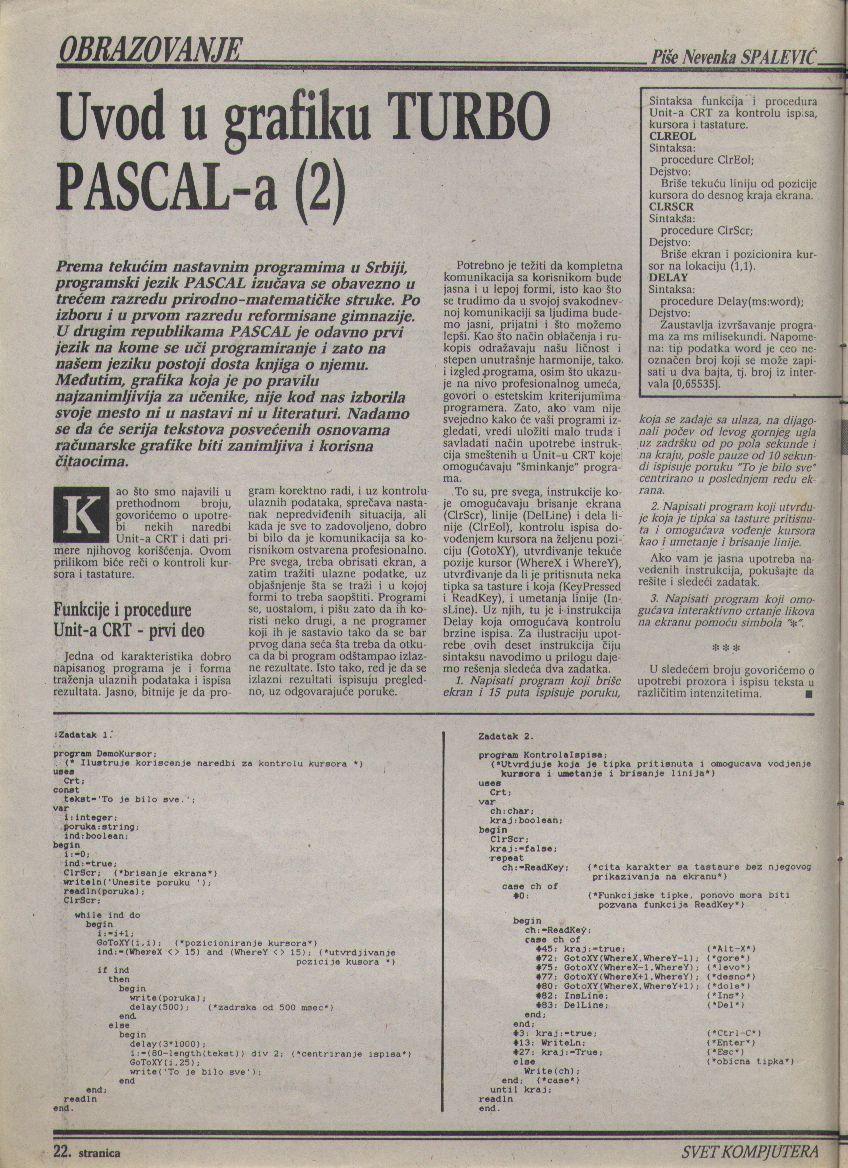 OBRAZOVANJE
Piše Nevenka SPALEVIĆ
Uvod u grafiku TURBO
PASCAL-a (2)
Prema tekućim nastavnim programima u Srbiji,
programski jezik PASCAL izučava se obavezno u
trećem razredu prirodno-matematičke struke. Po
izboru i u prvom razredu reformisane gimnazije.
U drugim republikama PASCAL je odavno prvi
jezik na kome se uči programiranje i zato na
našem jeziku postoji dosta knjiga o njemu.
Međutim, grafika koja je po pravilu
najzanimljivija za učenike, nije kod nas izborila
svoje mesto ni u nastavi ni u literaturi. Nadamo
se da će serija tekstova posvećenih osnovama
računarske grafike biti zanimljiva i korisna
čitaocima.
Kao što smo najavili u
prethodnom broju,
govorićemo o upotre-
bi nekih naredbi
Unit-a CRT i dati pri-
mere njihovog korišćenja. Ovom
prilikom biće reči o kontroli kur-
sora i tastature.
Funkcije i procedure
Unit-a CRT - prvi deo
Jedna od karakteristika dobro
napisanog programa je i forma
traženja ulaznih podataka i ispisa
rezultata. Jasno, bitnije je da pro-
gram korektno radi, i uz kontrolu
ulaznih podataka, sprečava nasta-
nak nepredviđenih situacija, ali
kada je sve to zadovoljeno, dobro
bi bilo da je komunikacija sa ko-
risnikom ostvarena profesionalno.
Pre svega, treba obrisati ekran, a
zatim tražiti ulazne podatke, uz
objašnjenje šta se traži i u kojoj
formi to treba saopštiti. Programi
se, uostalom, i pišu zato da ih ko-
risti neko drugi, a ne programer
koji ih je sastavio tako da se bar
prvog dana seća šta treba da otku-
ca da bi program odštampao izlaz-
ne rezultate. Isto tako, red je da se
izlazni rezultati ispisuju pregled-
no, uz odgovarajuće poruke.
Potrebno je težiti da kompletna
komunikacija sa korisnikom bude
jasna i u lepoj formi, isto kao što
se trudimo da u svojoj svakodnev-
noj komunikaciji sa ljudima bude-
mo jasni, prijatni i što možemo
lepši. Kao što način oblačenja i ru-
kopis odražavaju našu ličnost i
stepen unutrašnje harmonije, tako
i izgled programa, osim što ukazu-
je na nivo profesionalnog umeća,
govori o estetskim kriterijumima
programera. Zato, ako vam nije
svejedno kako će vaši programi iz-
gledati, vredi uložiti malo truda i
savladati način upotrebe instruk-
cija smeštenih u Unit-u CRT koje
omogućavaju "šminkanje" progra-
ma.
To su, pre svega, instrukcije ko-
je omogućavaju brisanje ekrana
(ClrScr), linije (DelLine) i dela li-
nije (ClrEol), kontrolu ispisa do-
vođenjem kursora na željenu pozi-
ciju (GotoXY), utvrđivanje tekuće
pozije kursor (WhereX i WhereY),
utvrđivanje da li je pritisnuta neka
tipka sa tasture i koja (KeyPressed
i ReadKey), i umetanja linije (In-
sLine). Uz njih, tu je i instrukcija
Delay koja omogućava kontrolu
brzine ispisa. Za ilustraciju upot-
rebe ovih deset instrukcija čiju
sintaksu navodimo u prilogu daje-
mo rešenja sledeća dva zadatka.
1. Napisati program koji briše
ekran i 15 puta ispisuje poruku,
Sintaksa funkcija i procedura
Unit-a CRT za kontrolu ispisa,
kursora i tastature.
CLREOL
Sintaksa:
procedure ClrEol;
Dejstvo:
Briše tekuću liniju od pozicije
kursora do desnog kraja ekrana.
CLRSCR
Sintaksa:
procedure ClrScr;
Dejstvo:
Briše ekran i pozicionira kur-
sor na lokaciju (1,1).
DELAY
Sintaksa:
procedure Delay(ms:word);
Dejstvo:
Zaustavlja izvršavanje progra-
ma za ms milisekundi. Napome-
na: tip podatka word je ceo ne-
označen broj koji se može zapi-
sati u dva bajta, tj. broj iz inter-
vala [0,65535].
koja se zadaje sa ulaza, na dijago-
nali počev od levog gornjeg ugla
uz zadršku od po pola sekunde i
na kraju, posle pauze od 10 sekun-
di ispisuje poruku "To je bilo sve"
centrirano u poslednjem redu ek-
rana.
2. Napisati program koji utvrđu-
je koja je tipka sa tasture pritisnu-
ta i omogućava vođenje kursora
kao i umetanje i brisanje linije.
Ako vam je jasna upotreba na-
vedenih instrukcija, pokušajte da
rešite i sledeći zadatak.
3. Napisati program koji omo-
gućava interaktivno crtanje likova
na ekranu pomoću simbola "*".
***
U sledećem broju govorićemo o
upotrebi prozora i ispisu teksta u
različitim intenzitetima. ■
Zadatak 1.
program DemoKursor;
(* Ilustruje koriscenje naredbi za kontrolu kursora *)
uses
Crt;
const
tekst='To je bilo sve.';
var
i:integer;
poruka:string;
ind:boolean;
begin
i:=0;
ind:=true;
ClrScr; (*brisanje ekrana*)
writeln('Unesite poruku ');
readln(poruka);
ClrScr;
while ind do
begin
i:=i+1;
GoToXY(i,i); (*pozicioniranje kursora*)
ind:=(WhereX <> 15) and (WhereY <> 15); (*utvrdjivanje
pozicije kusora *)
if ind
then
begin
write(poruka);
delay(500); (*zadrska od 500 msec*)
end
else
begin
delay(3*1000);
i:=(80-length(tekst)) div 2; (*centriranje ispisa*)
GoToXY(i,25);
write('To je bilo sve');
end
end;
readln
end.
Zadatak 2.
program KontrolaIspisa;
(*Utvrdjuje koja je tipka pritisnuta i omogucava vodjenje
kursora i umetanje i brisanje linija*)
uses
Crt;
var
ch:char;
kraj:boolean;
begin
ClrScr;
kraj:=false;
repeat
ch:=ReadKey; (*cita karakter sa tastaure bez njegovog
prikazivanja na ekranu*)
case ch of
#0: (*Funkcijske tipke, ponovo mora biti
pozvana funkcija ReadKey*)
begin
ch:=ReadKey;
case ch of
#45: kraj:=true; (*Alt-X*)
#72: GotoXY(WhereX,WhereY-1); (*gore*)
#75: GotoXY(WhereX-1,WhereY); (*levo*)
#77: GotoXY(WhereX+1,WhereY); (*desno*)
#80: GotoXY(WhereX,WhereY+1); (*dole*)
#82: InsLine; (*Ins*)
#83: DelLine; (*Del*)
end;
end;
#3: kraj:=true; (*Ctrl-C*)
#13: WriteLn; (*Enter*)
#27: kraj:=True; (*Esc*)
else (*obicna tipka*)
Write(ch);
end; (*case*)
until kraj;
readln
end.
22. stranica
SVET KOMPJUTERA